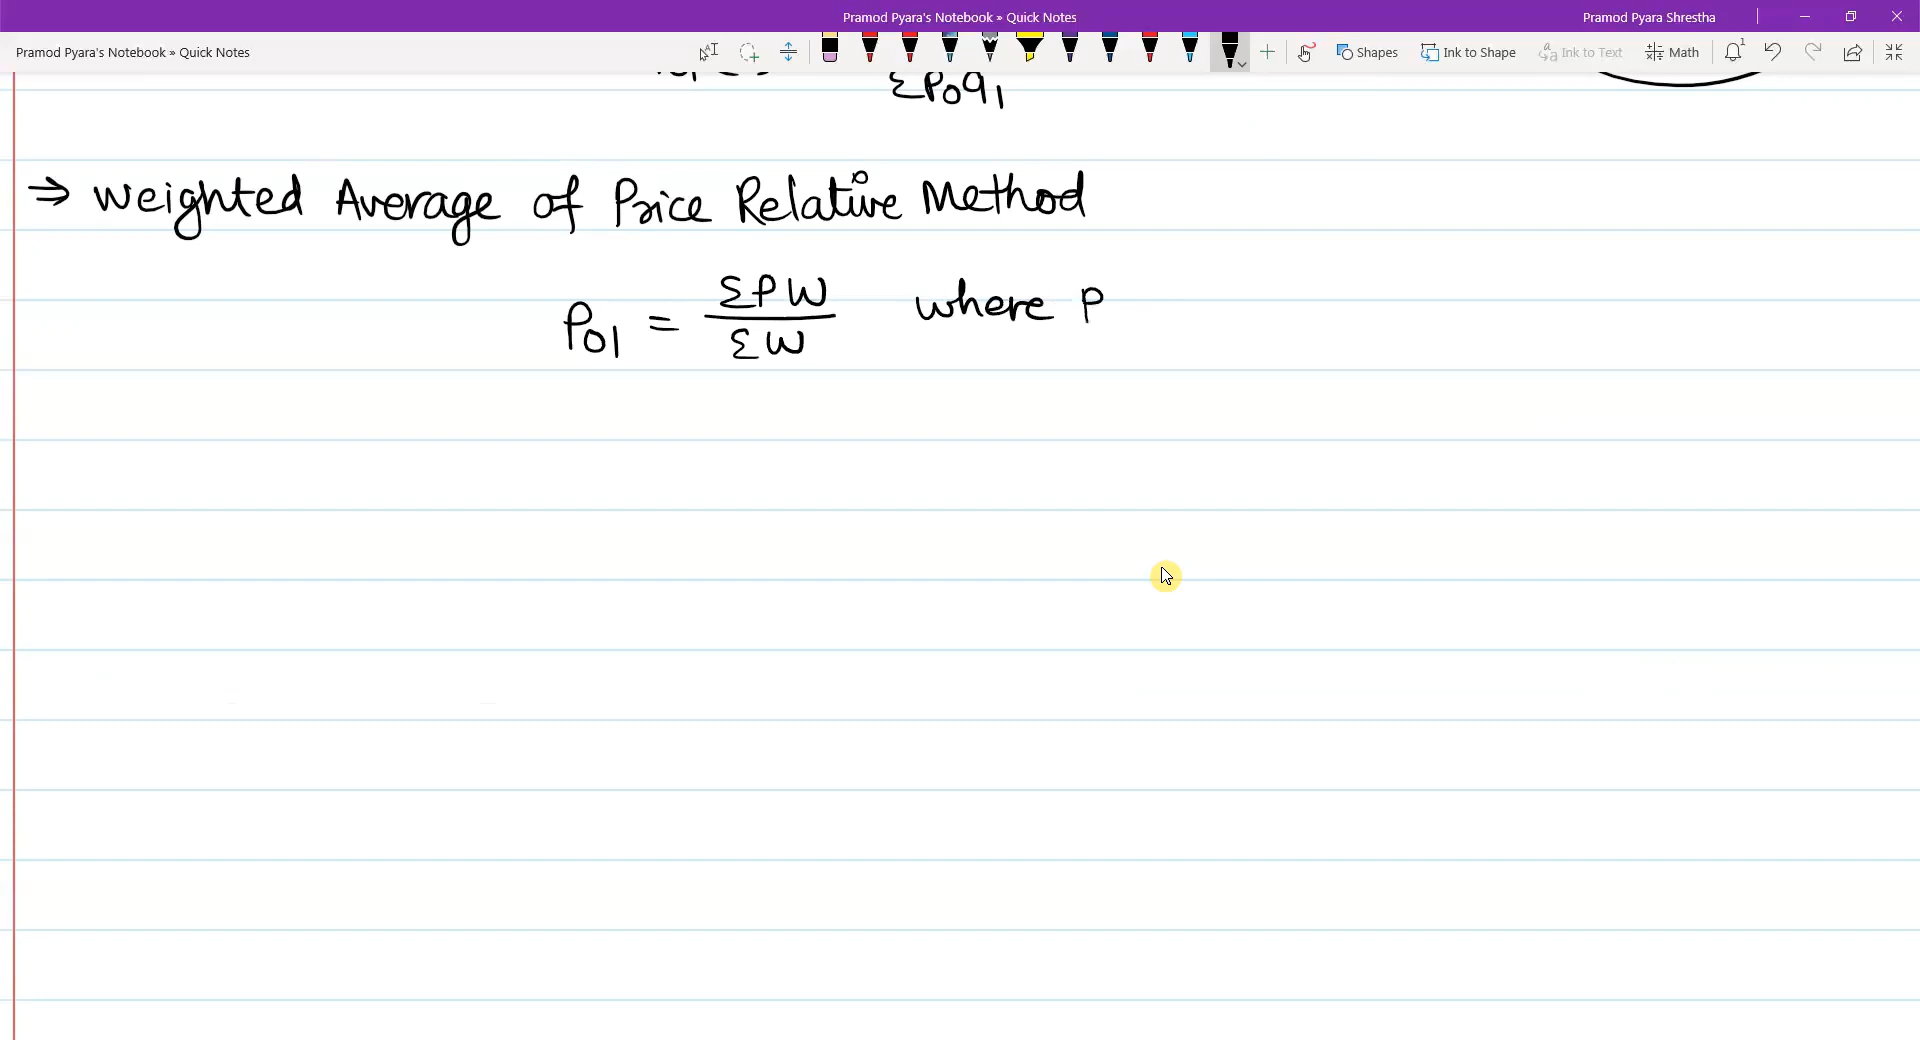 Pramod Pyara's Notebook » Quick Notes
Pramod Pyara Shrestha
Pramod Pyara's Notebook » Quick Notes
Shapes
Ink to Shape
Ink to Text
Math
1
ΣP₀q₁
⇒ Weighted Average of Price Relative Method
P₀₁ = ΣPW / ΣW where P